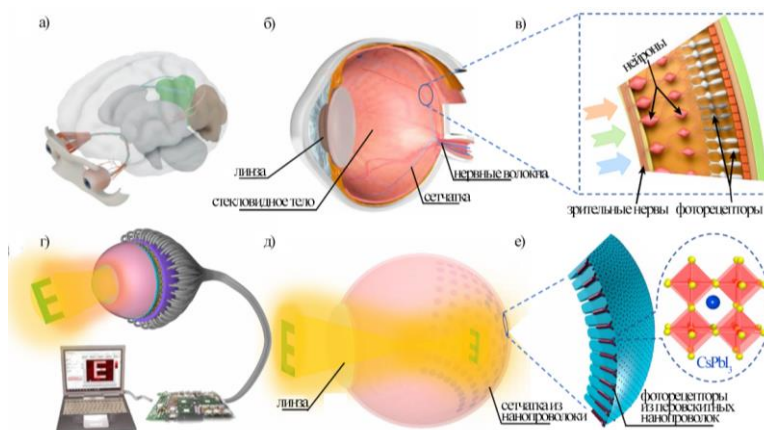 а)
б)
в)
нейроны
линза
стекловидное тело
нервные волокна
сетчатка
зрительные нервы
фоторецепторы
г)
д)
е)
E
E
E
E
CsPbI3
линза
сетчатка из
нанопроволоки
фоторецепторы
из перовскитных
нанопроволок